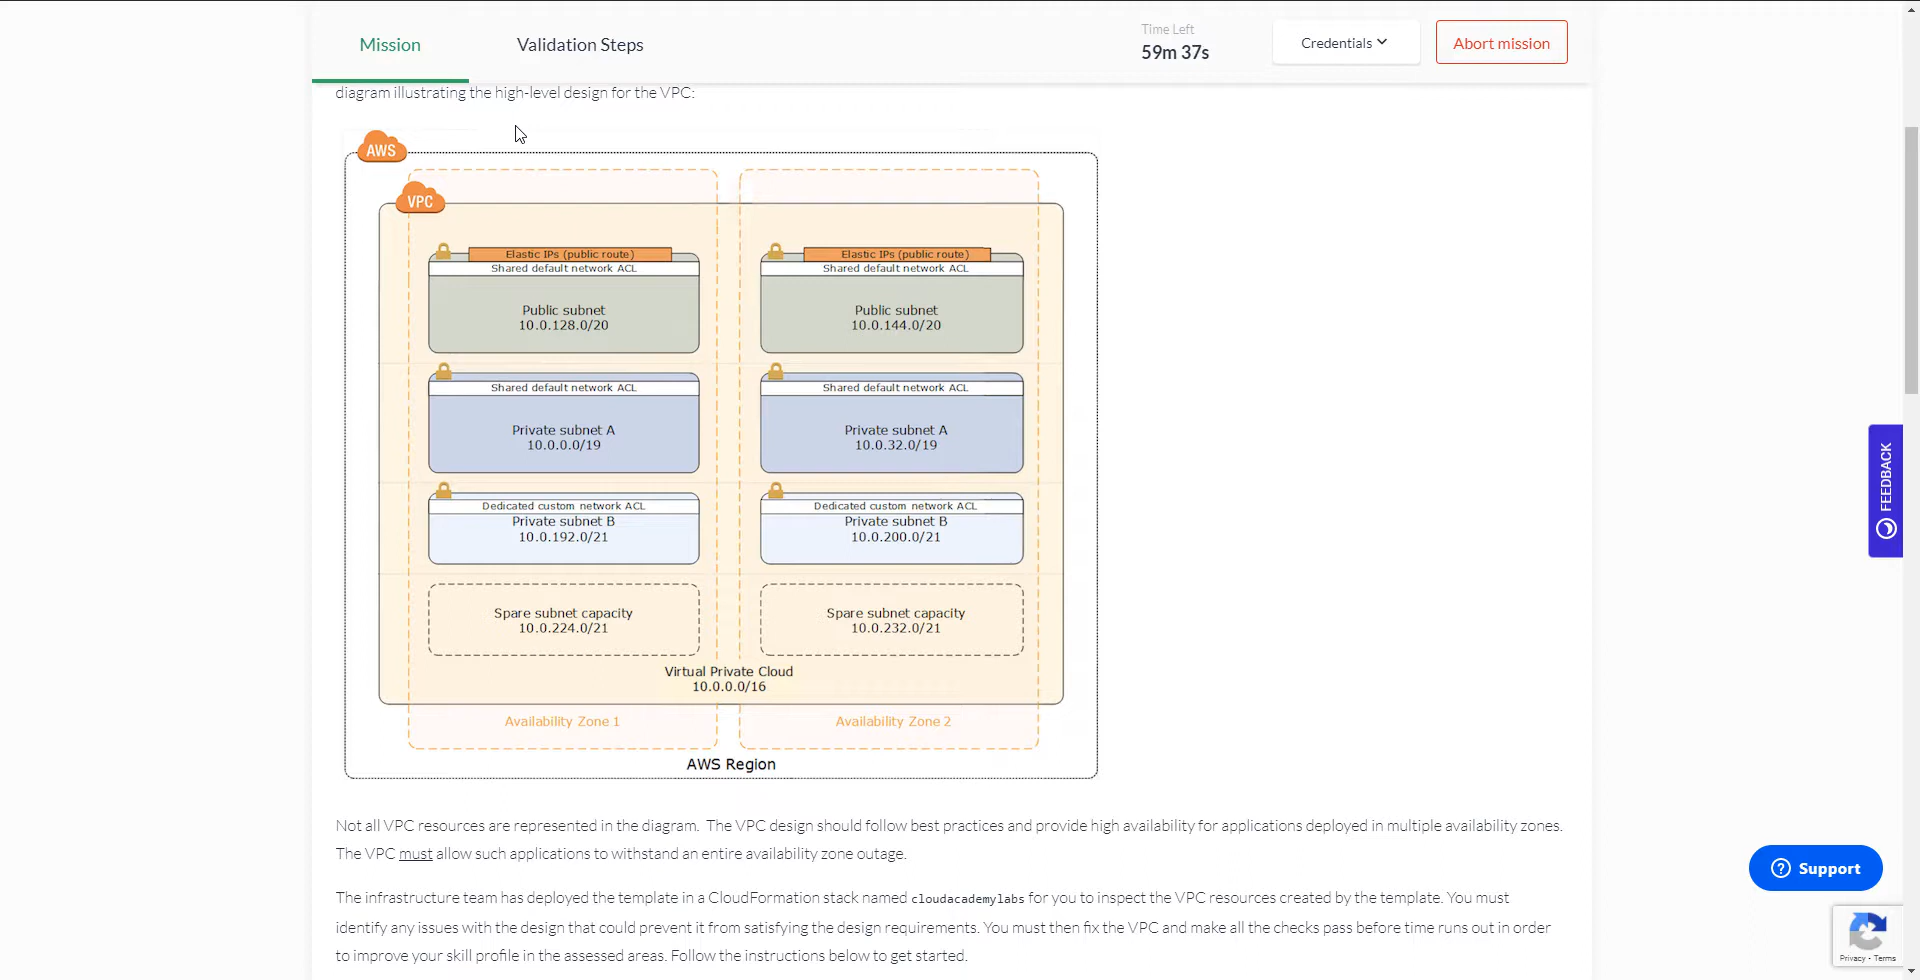 Mission
Validation Steps
Time Left
59m 37s
Credentials
Abort mission
diagram illustrating the high-level design for the VPC:
AWS
VPC
Elastic IPs (public route)
Shared default network ACL
Public subnet
10.0.128.0/20
Elastic IPs (public route)
Shared default network ACL
Public subnet
10.0.144.0/20
Shared default network ACL
Private subnet A
10.0.0.0/19
Shared default network ACL
Private subnet A
10.0.32.0/19
Dedicated custom network ACL
Private subnet B
10.0.192.0/21
Dedicated custom network ACL
Private subnet B
10.0.200.0/21
Spare subnet capacity
10.0.224.0/21
Spare subnet capacity
10.0.232.0/21
Virtual Private Cloud
10.0.0.0/16
Availability Zone 1
Availability Zone 2
AWS Region
Not all VPC resources are represented in the diagram. The VPC design should follow best practices and provide high availability for applications deployed in multiple availability zones.
The VPC must allow such applications to withstand an entire availability zone outage.
The infrastructure team has deployed the template in a CloudFormation stack named cloudacademylabs for you to inspect the VPC resources created by the template. You must
identify any issues with the design that could prevent it from satisfying the design requirements. You must then fix the VPC and make all the checks pass before time runs out in order
to improve your skill profile in the assessed areas. Follow the instructions below to get started.
FEEDBACK
Support
Privacy - Terms